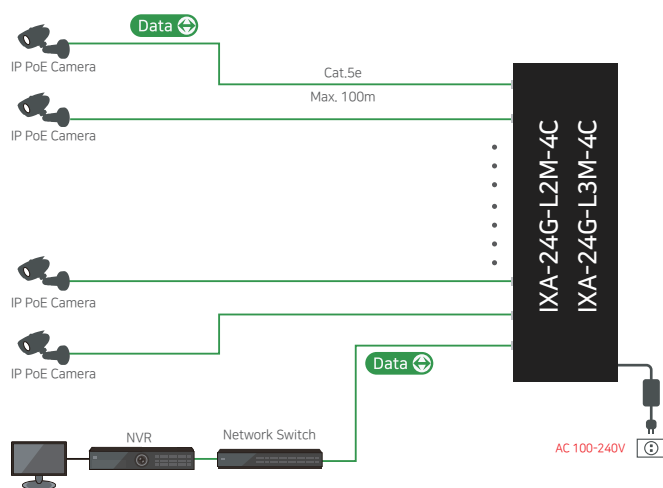 Data
IP PoE Camera
Cat.5e
Max. 100m
IP PoE Camera
IXA-24G-L2M-4C
IXA-24G-L3M-4C
IP PoE Camera
IP PoE Camera
Data
NVR
Network Switch
AC 100-240V